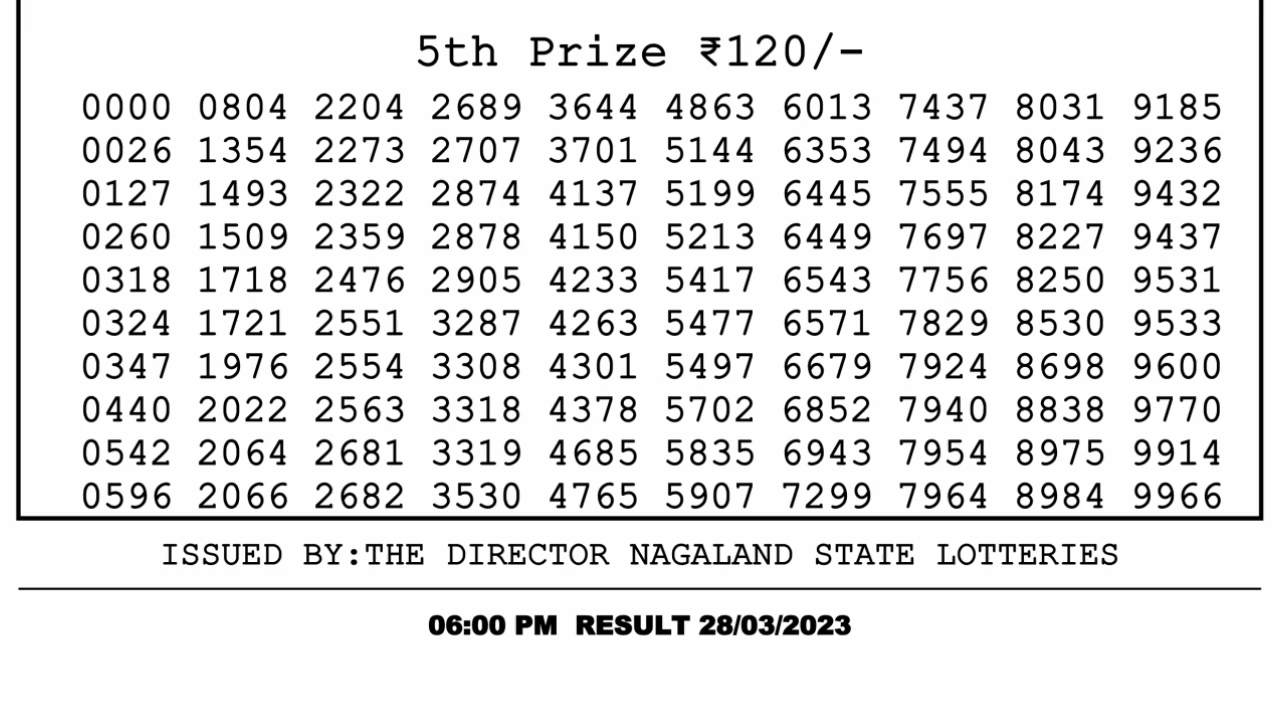 5th Prize ₹120/-
0000 0804 2204 2689 3644 4863 6013 7437 8031 9185
0026 1354 2273 2707 3701 5144 6353 7494 8043 9236
0127 1493 2322 2874 4137 5199 6445 7555 8174 9432
0260 1509 2359 2878 4150 5213 6449 7697 8227 9437
0318 1718 2476 2905 4233 5417 6543 7756 8250 9531
0324 1721 2551 3287 4263 5477 6571 7829 8530 9533
0347 1976 2554 3308 4301 5497 6679 7924 8698 9600
0440 2022 2563 3318 4378 5702 6852 7940 8838 9770
0542 2064 2681 3319 4685 5835 6943 7954 8975 9914
0596 2066 2682 3530 4765 5907 7299 7964 8984 9966
ISSUED BY:THE DIRECTOR NAGALAND STATE LOTTERIES
06:00 PM RESULT 28/03/2023